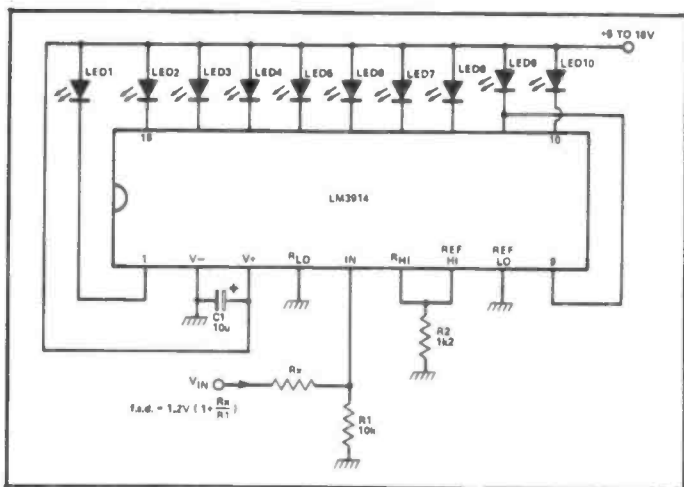 +6 TO 18V
LED1 LED2 LED3 LED4 LED5 LED6 LED7 LED8 LED9 LED10
18 10
LM3914
1 V− V+ RLO IN RHI REF HI REF LO 9
C1
10u
+
R2
1k2
VIN
Rx
f.s.d. = 1.2V (1+ Rx/R1)
R1
10k